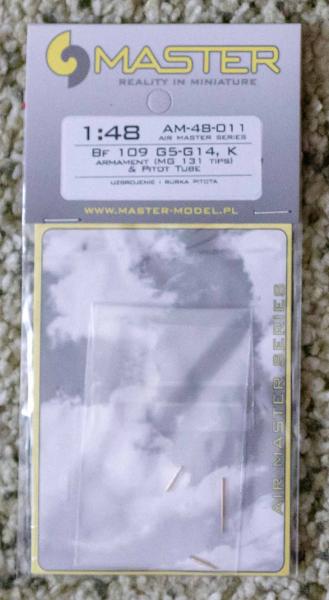 MASTER
REALITY IN MINIATURE
1:48 AM-48-011
AIR MASTER SERIES
Bf 109 G5-G14, K
ARMAMENT (MG 131 TIPS)
& PITOT TUBE
UZBROJENIE I RURKA PITOTA
WWW.MASTER-MODEL.PL
AIR MASTER SERIES